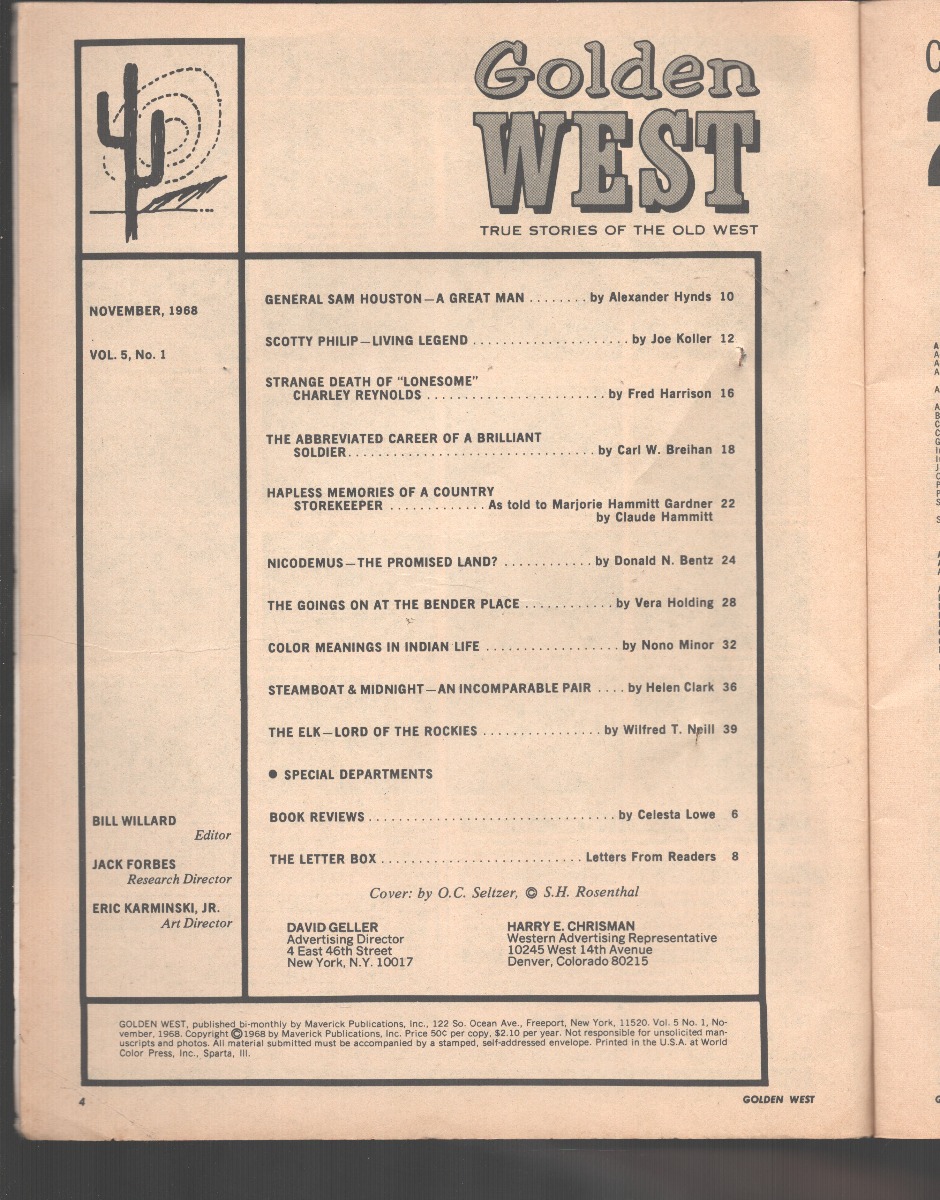 Golden
WEST
TRUE STORIES OF THE OLD WEST
NOVEMBER, 1968
VOL. 5, No. 1
GENERAL SAM HOUSTON—A GREAT MAN ........ by Alexander Hynds 10
SCOTTY PHILIP—LIVING LEGEND ..................... by Joe Koller 12
STRANGE DEATH OF "LONESOME"
CHARLEY REYNOLDS ........................ by Fred Harrison 16
THE ABBREVIATED CAREER OF A BRILLIANT
SOLDIER................................. by Carl W. Breihan 18
HAPLESS MEMORIES OF A COUNTRY
STOREKEEPER ............. As told to Marjorie Hammitt Gardner 22
by Claude Hammitt
NICODEMUS—THE PROMISED LAND? ............ by Donald N. Bentz 24
THE GOINGS ON AT THE BENDER PLACE ............ by Vera Holding 28
COLOR MEANINGS IN INDIAN LIFE .................. by Nono Minor 32
STEAMBOAT & MIDNIGHT—AN INCOMPARABLE PAIR .... by Helen Clark 36
THE ELK—LORD OF THE ROCKIES ................ by Wilfred T. Neill 39
● SPECIAL DEPARTMENTS
BOOK REVIEWS ................................. by Celesta Lowe 6
THE LETTER BOX ........................... Letters From Readers 8
Cover: by O.C. Seltzer, © S.H. Rosenthal
BILL WILLARD
Editor
JACK FORBES
Research Director
ERIC KARMINSKI, JR.
Art Director
DAVID GELLER
Advertising Director
4 East 46th Street
New York, N.Y. 10017
HARRY E. CHRISMAN
Western Advertising Representative
10245 West 14th Avenue
Denver, Colorado 80215
GOLDEN WEST, published bi-monthly by Maverick Publications, Inc., 122 So. Ocean Ave., Freeport, New York, 11520. Vol. 5 No. 1, No-
vember, 1968. Copyright © 1968 by Maverick Publications, Inc. Price 50¢ per copy, $2.10 per year. Not responsible for unsolicited man-
uscripts and photos. All material submitted must be accompanied by a stamped, self-addressed envelope. Printed in the U.S.A. at World
Color Press, Inc., Sparta, Ill.
4
GOLDEN WEST